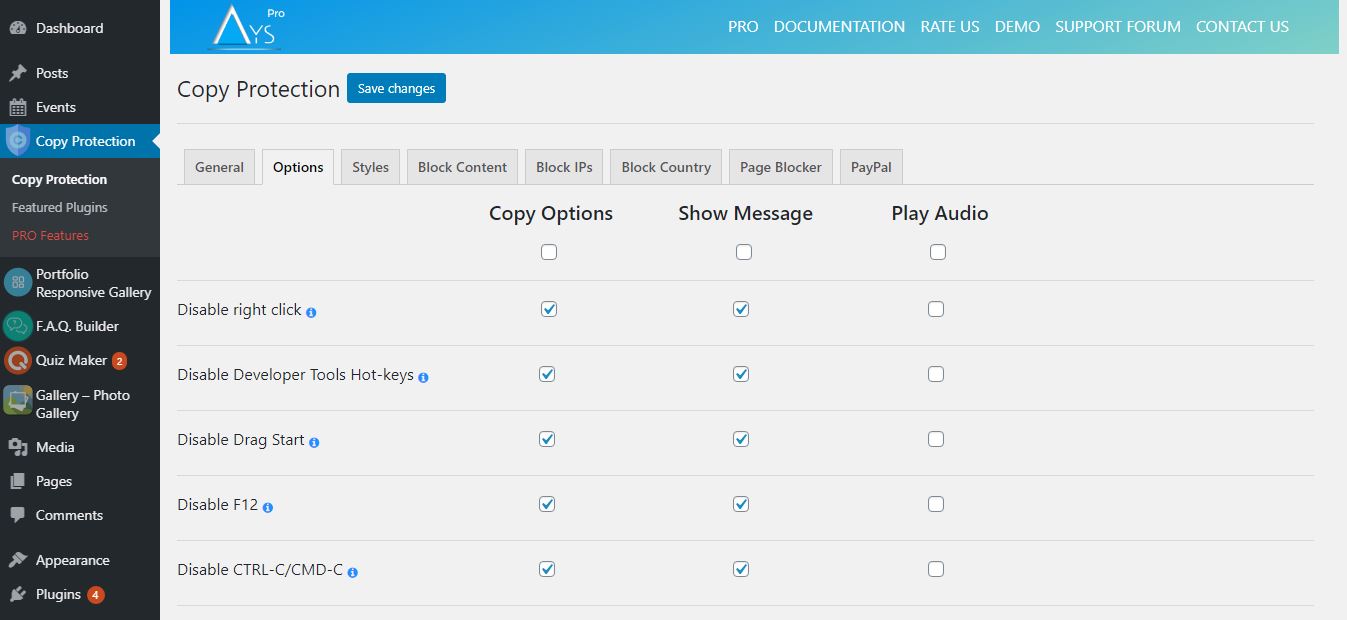 Dashboard
Posts
Events
Copy Protection
Copy Protection
Featured Plugins
PRO Features
Portfolio
Responsive Gallery
F.A.Q. Builder
Quiz Maker 2
Gallery – Photo
Gallery
Media
Pages
Comments
Appearance
Plugins 4
AYS Pro
PRO DOCUMENTATION RATE US DEMO SUPPORT FORUM CONTACT US
Copy Protection Save changes
General Options Styles Block Content Block IPs Block Country Page Blocker PayPal
Copy Options Show Message Play Audio
Disable right click
Disable Developer Tools Hot-keys
Disable Drag Start
Disable F12
Disable CTRL-C/CMD-C